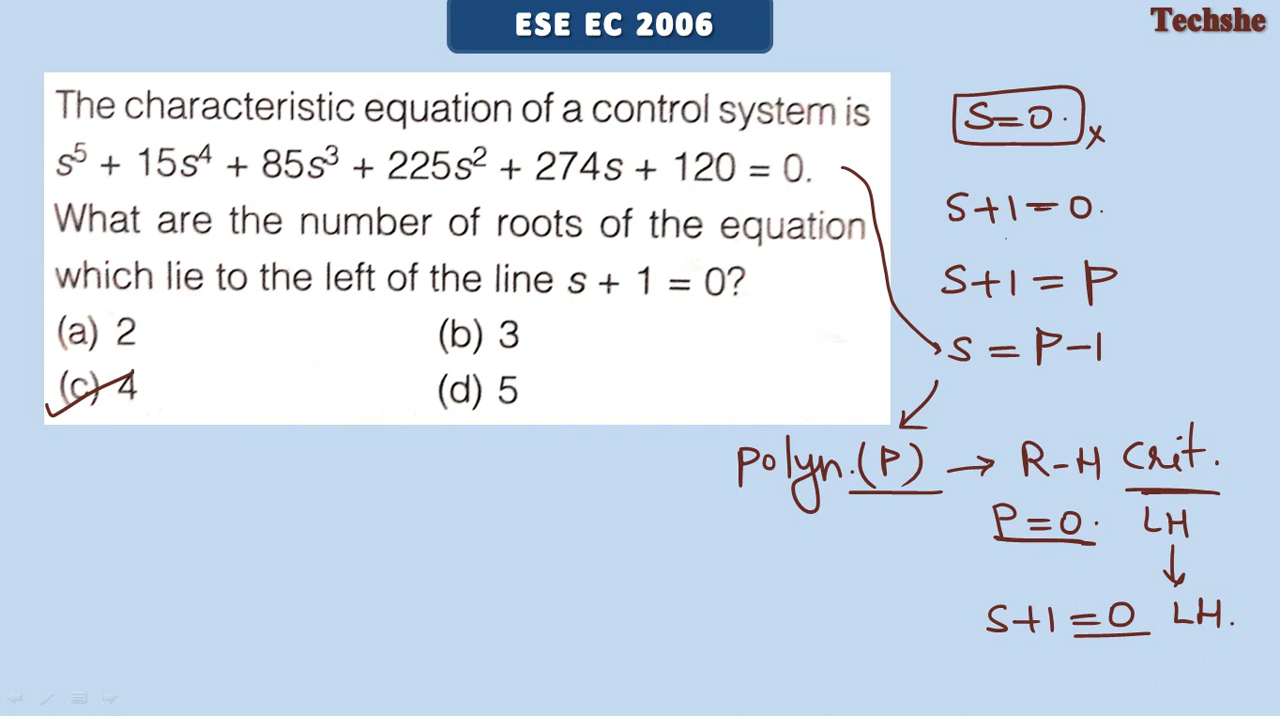 ESE EC 2006
Techshe
The characteristic equation of a control system is
s⁵ + 15s⁴ + 85s³ + 225s² + 274s + 120 = 0.
What are the number of roots of the equation
which lie to the left of the line s + 1 = 0?
(a) 2 (b) 3
(c) 4 (d) 5
S=0. x
S+1=0.
S+1 = P
S = P-1
Polyn.(P) → R-H Crit.
P=0. LH
↓
S+1=0 LH.